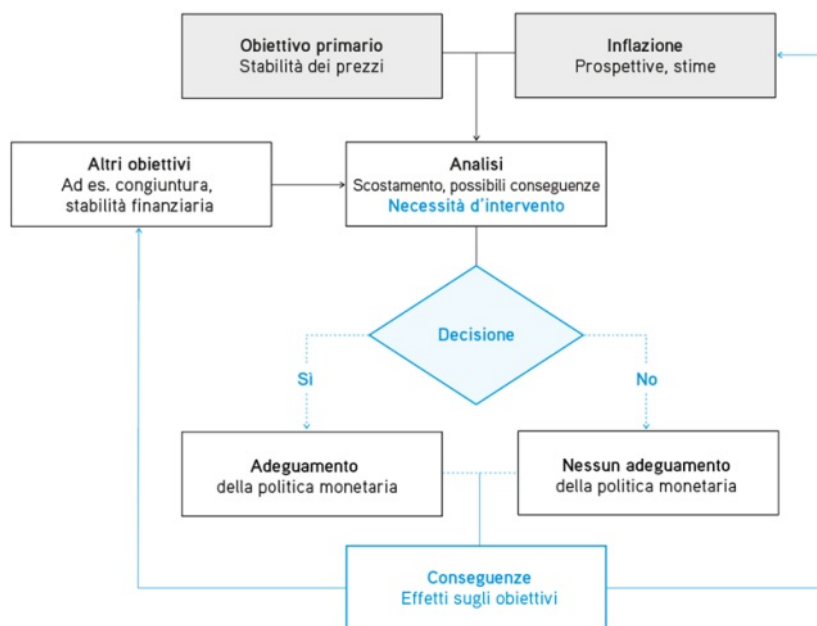 Obiettivo primario
Stabilità dei prezzi
Inflazione
Prospettive, stime
Altri obiettivi
Ad es. congiuntura,
stabilità finanziaria
Analisi
Scostamento, possibili conseguenze
Necessità d'intervento
Decisione
Sì
No
Adeguamento
della politica monetaria
Nessun adeguamento
della politica monetaria
Conseguenze
Effetti sugli obiettivi